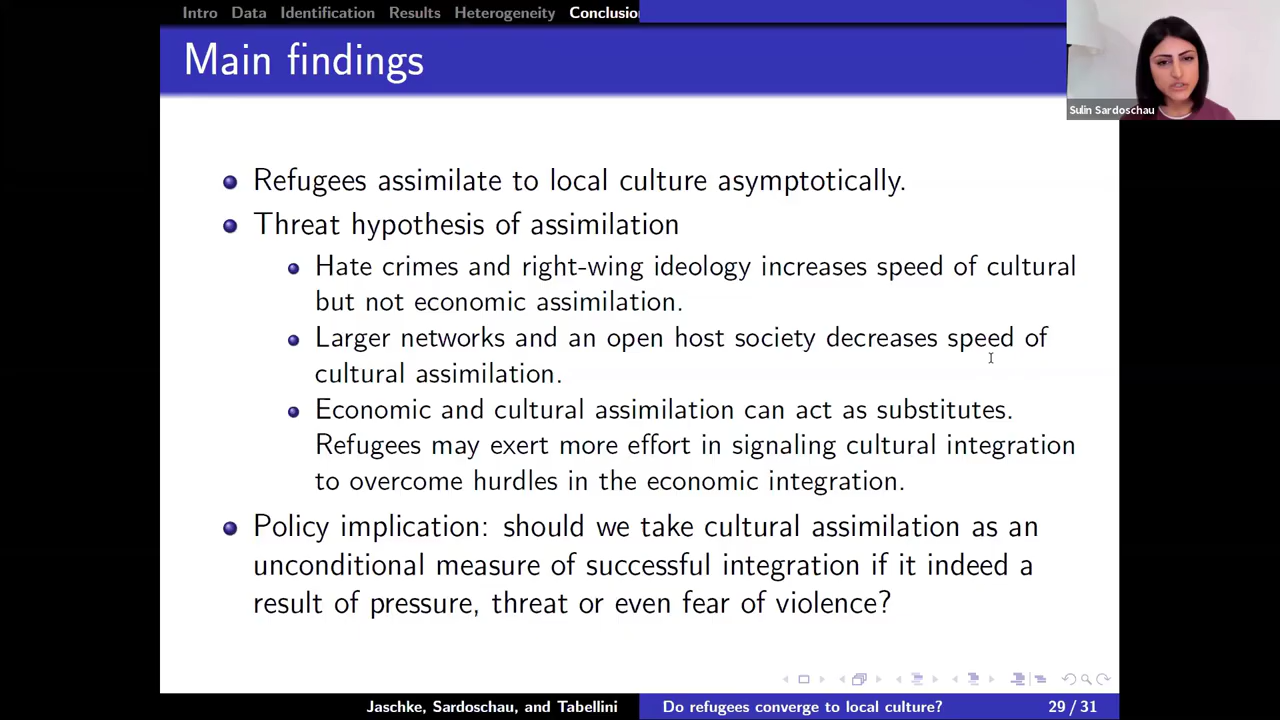 Intro Data Identification Results Heterogeneity Conclusion
Main findings
Sulin Sardoschau
Refugees assimilate to local culture asymptotically.
Threat hypothesis of assimilation
Hate crimes and right-wing ideology increases speed of cultural
but not economic assimilation.
Larger networks and an open host society decreases speed of
cultural assimilation.
Economic and cultural assimilation can act as substitutes.
Refugees may exert more effort in signaling cultural integration
to overcome hurdles in the economic integration.
Policy implication: should we take cultural assimilation as an
unconditional measure of successful integration if it indeed a
result of pressure, threat or even fear of violence?
Jaschke, Sardoschau, and Tabellini Do refugees converge to local culture? 29 / 31